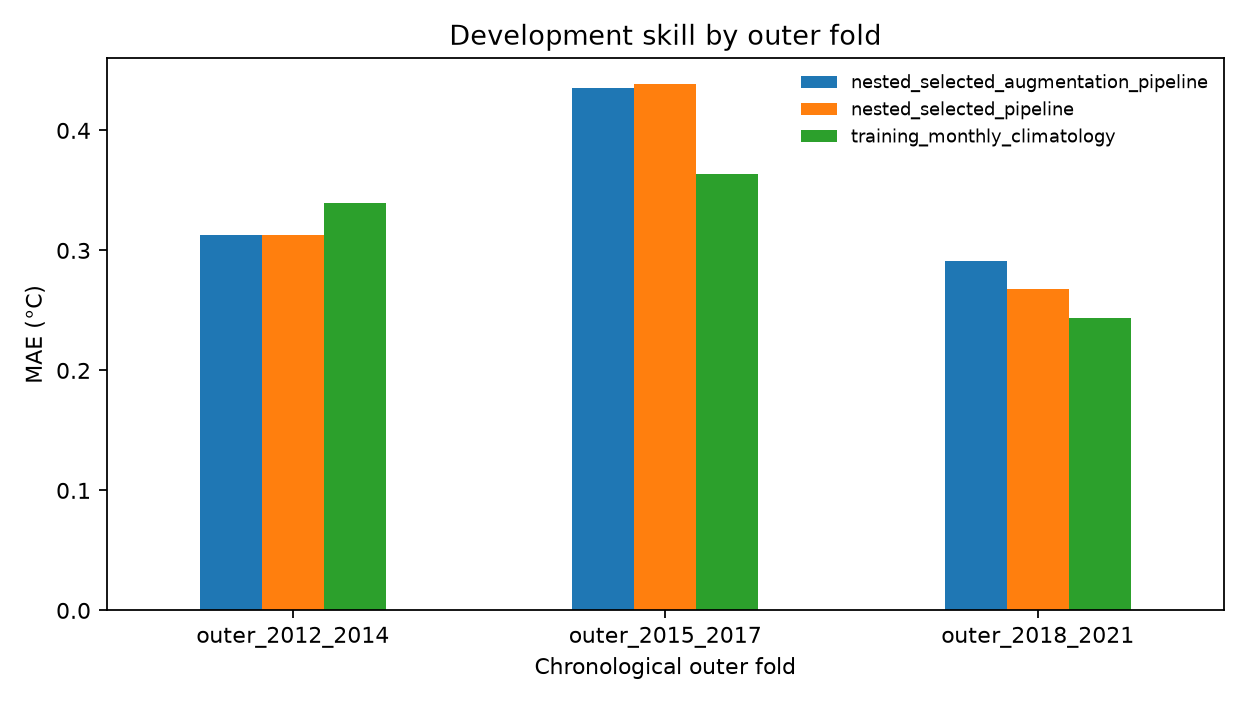 Development skill by outer fold
nested_selected_augmentation_pipeline
nested_selected_pipeline
training_monthly_climatology
MAE (°C)
0.4
0.3
0.2
0.1
0.0
outer_2012_2014
outer_2015_2017
outer_2018_2021
Chronological outer fold